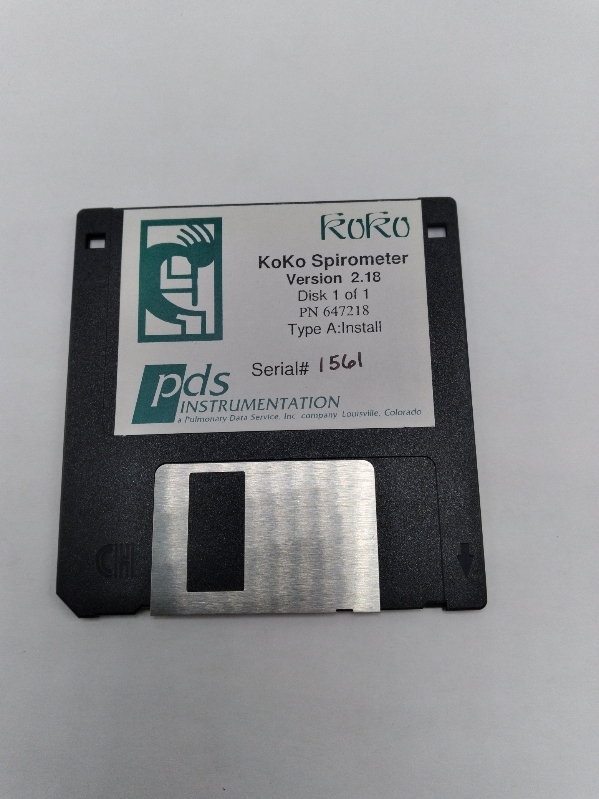 KoKo
KoKo Spirometer
Version 2.18
Disk 1 of 1
PN 647218
Type A:Install
Serial# 1561
pds
INSTRUMENTATION
a Pulmonary Data Service, Inc. company Louisville, Colorado